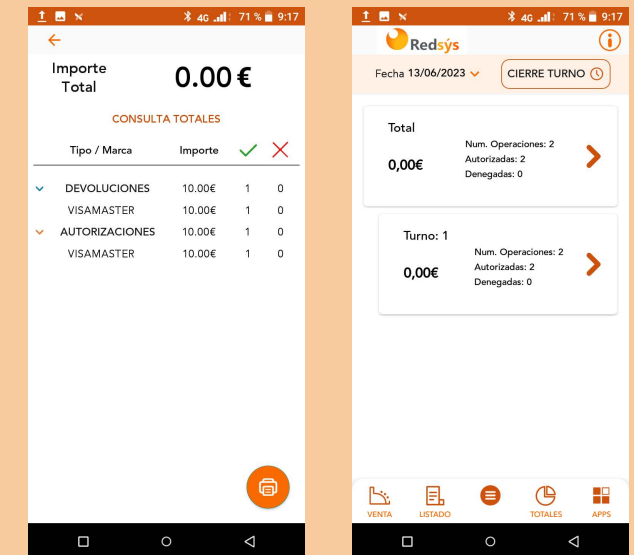 4G 71 % 9:17
Importe Total 0.00 €
CONSULTA TOTALES
Tipo / Marca Importe
DEVOLUCIONES 10.00€ 1 0
VISAMASTER 10.00€ 1 0
AUTORIZACIONES 10.00€ 1 0
VISAMASTER 10.00€ 1 0
4G 71 % 9:17
Redsýs
Fecha 13/06/2023 CIERRE TURNO
Total
0,00€
Num. Operaciones: 2
Autorizadas: 2
Denegadas: 0
Turno: 1
0,00€
Num. Operaciones: 2
Autorizadas: 2
Denegadas: 0
VENTA LISTADO TOTALES APPS